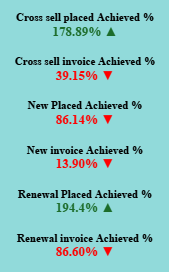 Cross sell placed Achieved %
178.89% ▲
Cross sell invoice Achieved %
39.15% ▼
New Placed Achieved %
86.14% ▼
New invoice Achieved %
13.90% ▼
Renewal Placed Achieved %
194.4% ▲
Renewal invoice Achieved %
86.60% ▼